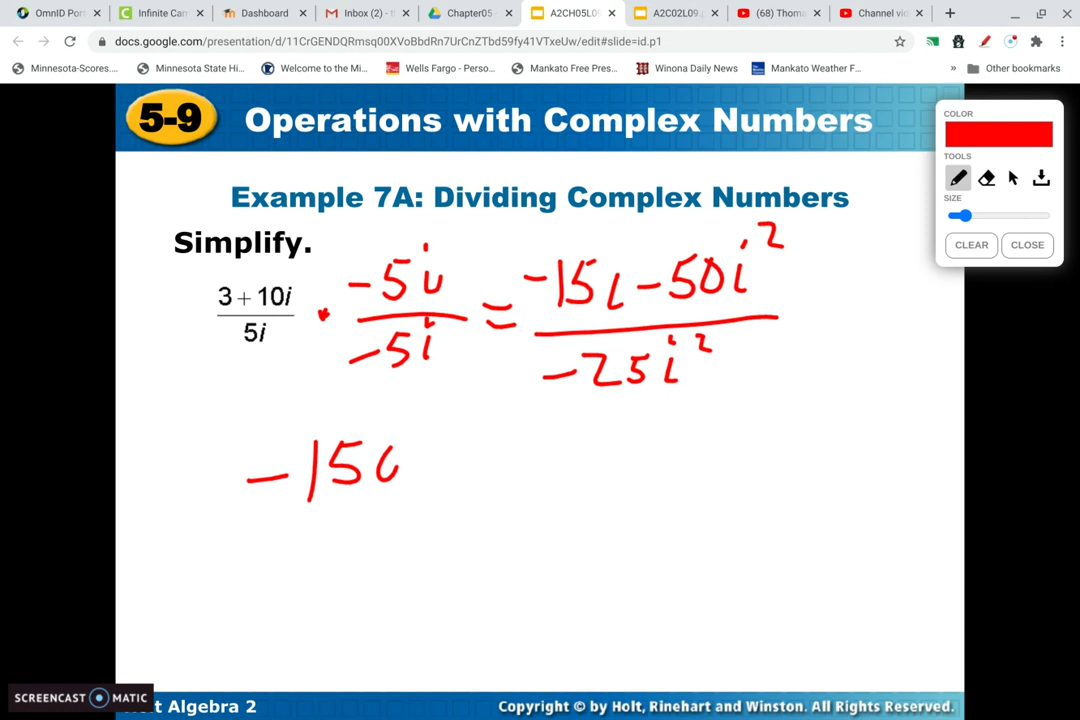 OmniID Port Infinite Cam Dashboard Inbox (2) - t Chapter05 A2CH05L09 A2C02L09.p (68) Thoma Channel vid
docs.google.com/presentation/d/11CrGENDQRmsq00XVoBbdRn7UrCnZTbd59fy41VTxeUw/edit#slide=id.p1
Minnesota-Scores.... Minnesota State Hi... Welcome to the Mi... Wells Fargo – Perso... Mankato Free Pres... Winona Daily News Mankato Weather F... » Other bookmarks
5-9 Operations with Complex Numbers
COLOR
TOOLS
SIZE
CLEAR CLOSE
Example 7A: Dividing Complex Numbers
Simplify.
3 + 10i / 5i · -5i / -5i = -15i - 50i² / -25i²
-15i
SCREENCAST MATIC
Algebra 2 Copyright © by Holt, Rinehart and Winston. All Rights Reserved.